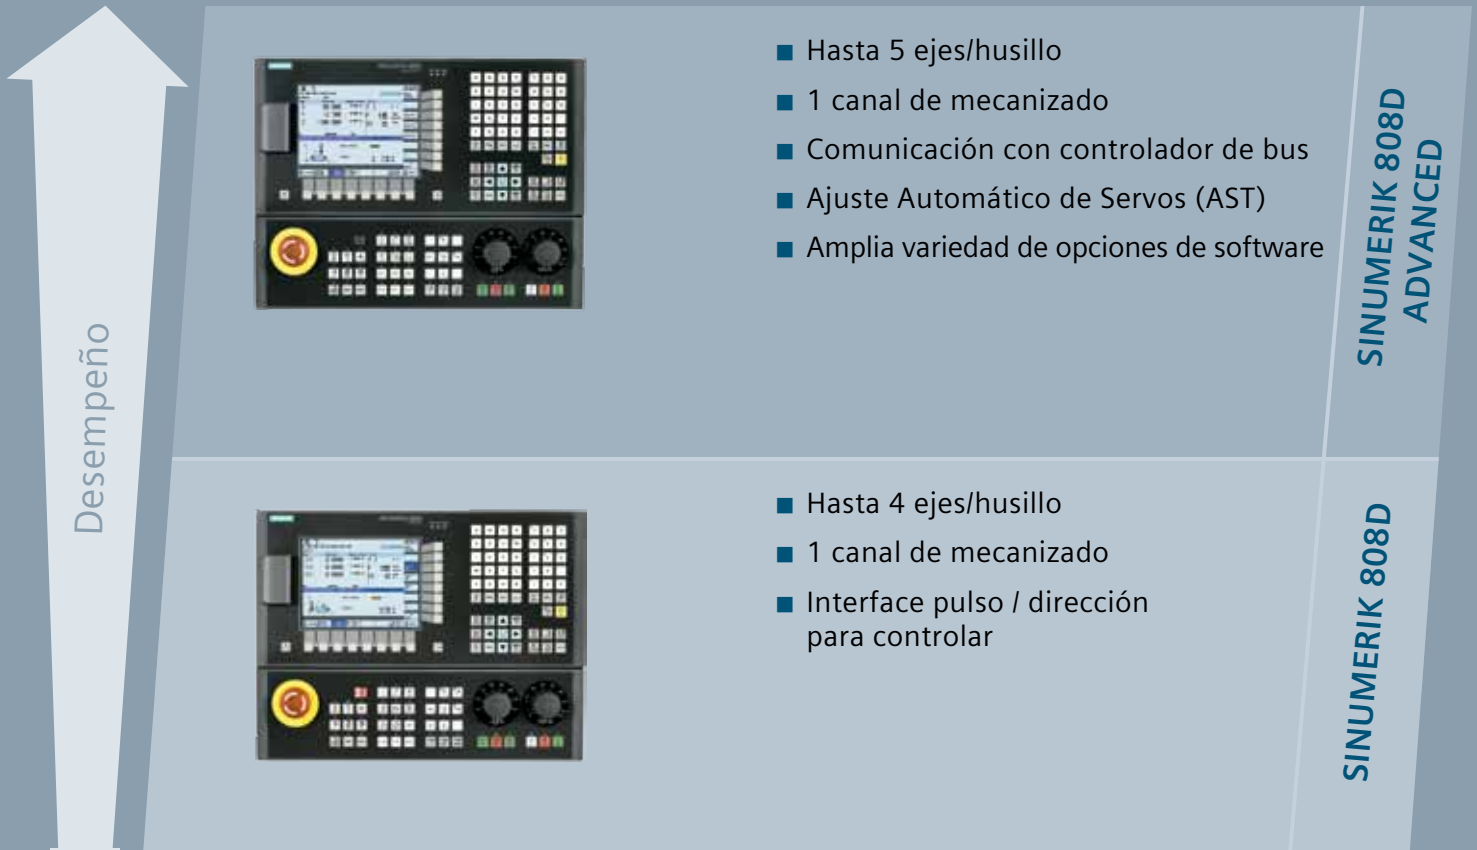 Desempeño
Hasta 5 ejes/husillo
1 canal de mecanizado
Comunicación con controlador de bus
Ajuste Automático de Servos (AST)
Amplia variedad de opciones de software
SINUMERIK 808D
ADVANCED
Hasta 4 ejes/husillo
1 canal de mecanizado
Interface pulso / dirección
para controlar
SINUMERIK 808D